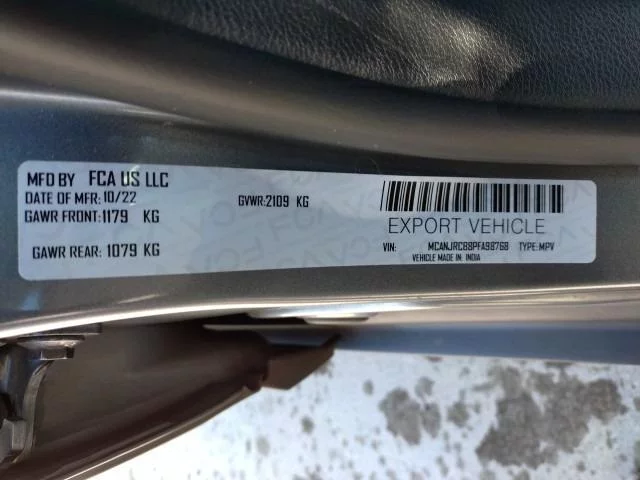 MFD BY FCA US LLC
DATE OF MFR: 10/22 GVWR:2109 KG
GAWR FRONT:1179 KG
EXPORT VEHICLE
GAWR REAR: 1079 KG
VIN: MCANJRCB8PFA98768 TYPE:MPV
VEHICLE MADE IN: INDIA